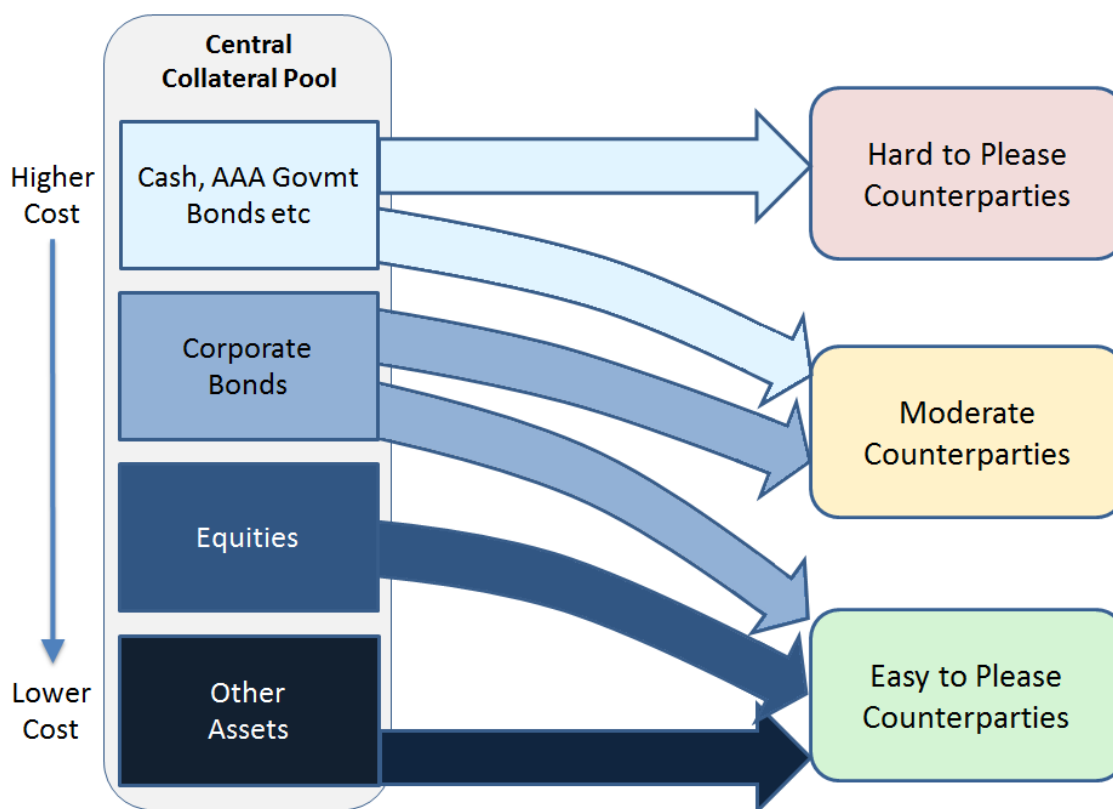 Central
Collateral Pool
Higher
Cost
Cash, AAA Govmt
Bonds etc
Hard to Please
Counterparties
Corporate
Bonds
Moderate
Counterparties
Equities
Lower
Cost
Other
Assets
Easy to Please
Counterparties